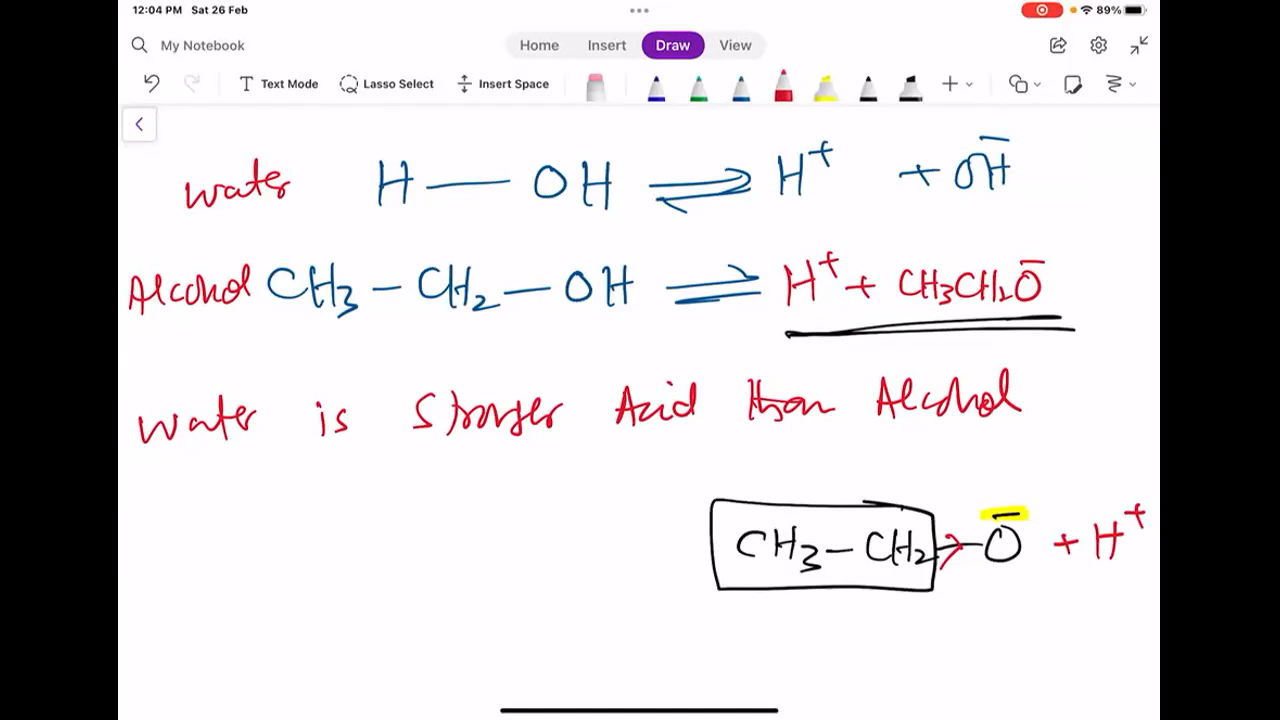 12:04 PM Sat 26 Feb
89%
My Notebook
Home Insert Draw View
Text Mode Lasso Select Insert Space
water H — OH ⇌ H⁺ + OH⁻
Alcohol CH₃ – CH₂ – OH ⇌ H⁺ + CH₃CH₂O⁻
water is stronger Acid than Alcohol
CH₃ – CH₂ → O⁻ + H⁺